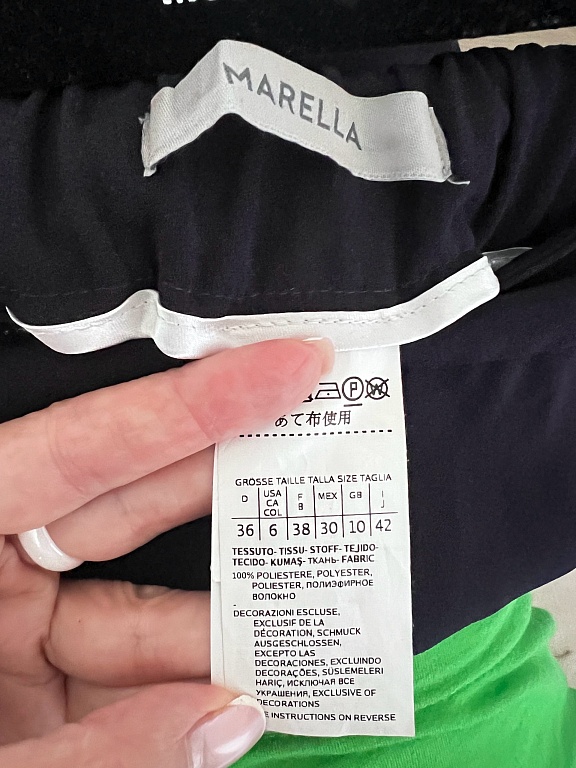 MARELLA
P W
あて布使用
GRÖSSE TAILLE TALLA SIZE TAGLIA
D USA CA COL F B MEX GB I J
36 6 38 30 10 42
TESSUTO- TISSU- STOFF- TEJIDO-
TECIDO- KUMAŞ- ТКАНЬ- FABRIC
100% POLIESTERE, POLYESTER,
POLIESTER, ПОЛИЭФИРНОЕ
ВОЛОКНО
-
DECORAZIONI ESCLUSE,
EXCLUSIF DE LA
DÉCORATION, SCHMUCK
AUSGESCHLOSSEN,
EXCEPTO LAS
DECORACIONES, EXCLUINDO
DECORAÇÕES, SÜSLEMELERI
HARIÇ, ИСКЛЮЧАЯ ВСЕ
УКРАШЕНИЯ, EXCLUSIVE OF
DECORATIONS
INSTRUCTIONS ON REVERSE